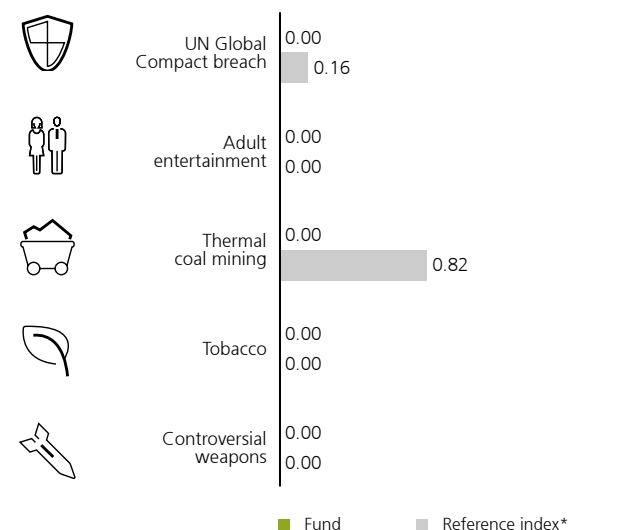 UN Global
Compact breach
0.00
0.16
Adult
entertainment
0.00
0.00
Thermal
coal mining
0.00
0.82
Tobacco
0.00
0.00
Controversial
weapons
0.00
0.00
Fund
Reference index*